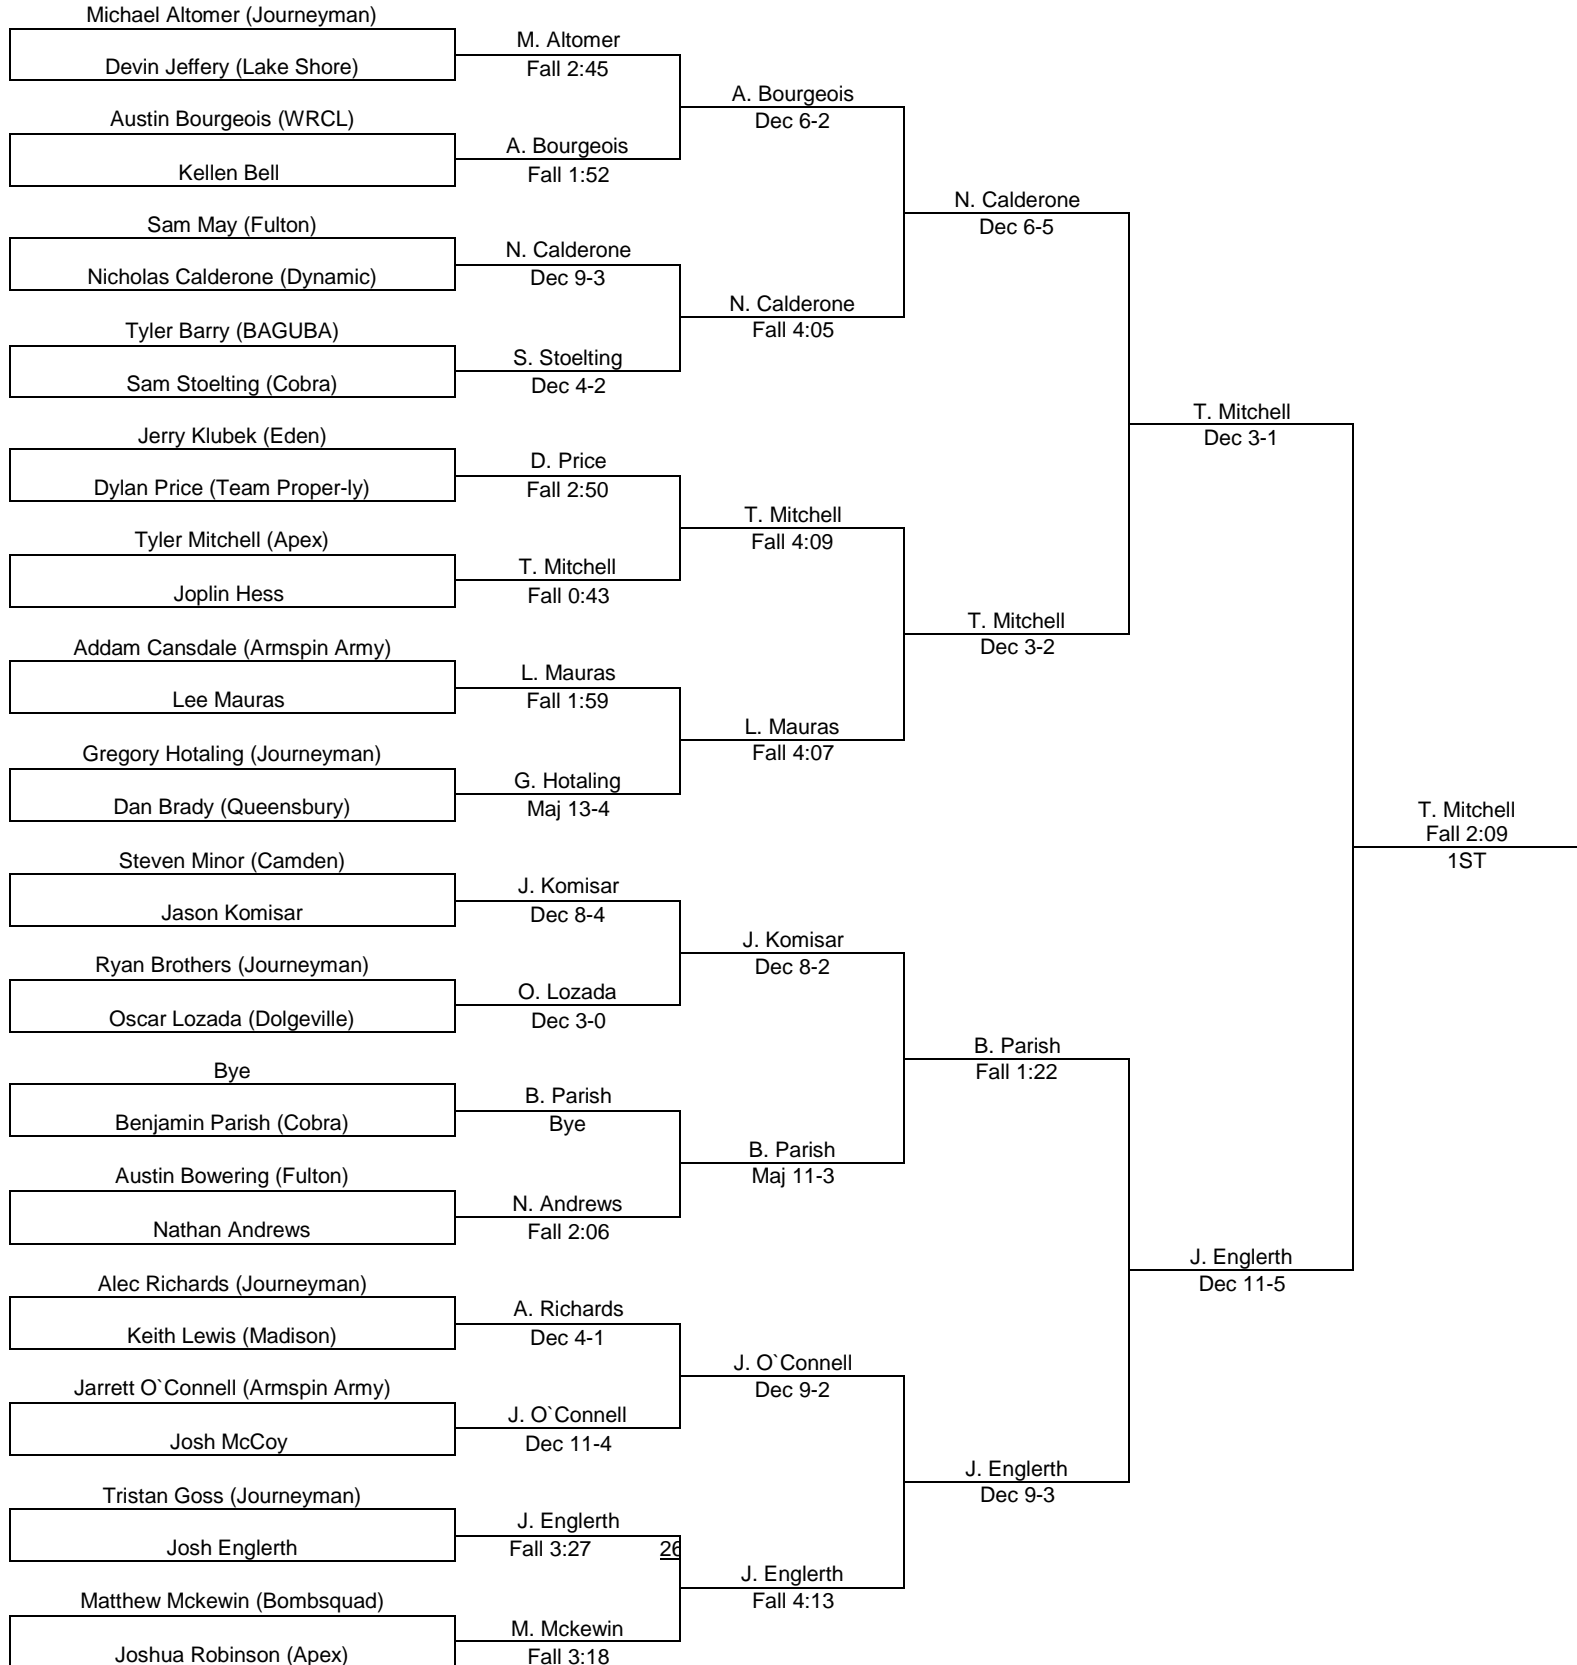 Michael Altomer (Journeyman)
Devin Jeffery (Lake Shore)
Austin Bourgeois (WRCL)
Kellen Bell
Sam May (Fulton)
Nicholas Calderone (Dynamic)
Tyler Barry (BAGUBA)
Sam Stoelting (Cobra)
Jerry Klubek (Eden)
Dylan Price (Team Proper-ly)
Tyler Mitchell (Apex)
Joplin Hess
Addam Cansdale (Armspin Army)
Lee Mauras
Gregory Hotaling (Journeyman)
Dan Brady (Queensbury)
Steven Minor (Camden)
Jason Komisar
Ryan Brothers (Journeyman)
Oscar Lozada (Dolgeville)
Bye
Benjamin Parish (Cobra)
Austin Bowering (Fulton)
Nathan Andrews
Alec Richards (Journeyman)
Keith Lewis (Madison)
Jarrett O`Connell (Armspin Army)
Josh McCoy
Tristan Goss (Journeyman)
Josh Englerth
Matthew Mckewin (Bombsquad)
Joshua Robinson (Apex)
M. Altomer
Fall 2:45
A. Bourgeois
Fall 1:52
N. Calderone
Dec 9-3
S. Stoelting
Dec 4-2
D. Price
Fall 2:50
T. Mitchell
Fall 0:43
L. Mauras
Fall 1:59
G. Hotaling
Maj 13-4
J. Komisar
Dec 8-4
O. Lozada
Dec 3-0
B. Parish
Bye
N. Andrews
Fall 2:06
A. Richards
Dec 4-1
J. O`Connell
Dec 11-4
J. Englerth
Fall 3:27
26
M. Mckewin
Fall 3:18
A. Bourgeois
Dec 6-2
N. Calderone
Fall 4:05
T. Mitchell
Fall 4:09
L. Mauras
Fall 4:07
J. Komisar
Dec 8-2
B. Parish
Maj 11-3
J. O`Connell
Dec 9-2
J. Englerth
Fall 4:13
N. Calderone
Dec 6-5
T. Mitchell
Dec 3-2
B. Parish
Fall 1:22
J. Englerth
Dec 9-3
T. Mitchell
Dec 3-1
J. Englerth
Dec 11-5
T. Mitchell
Fall 2:09
1ST